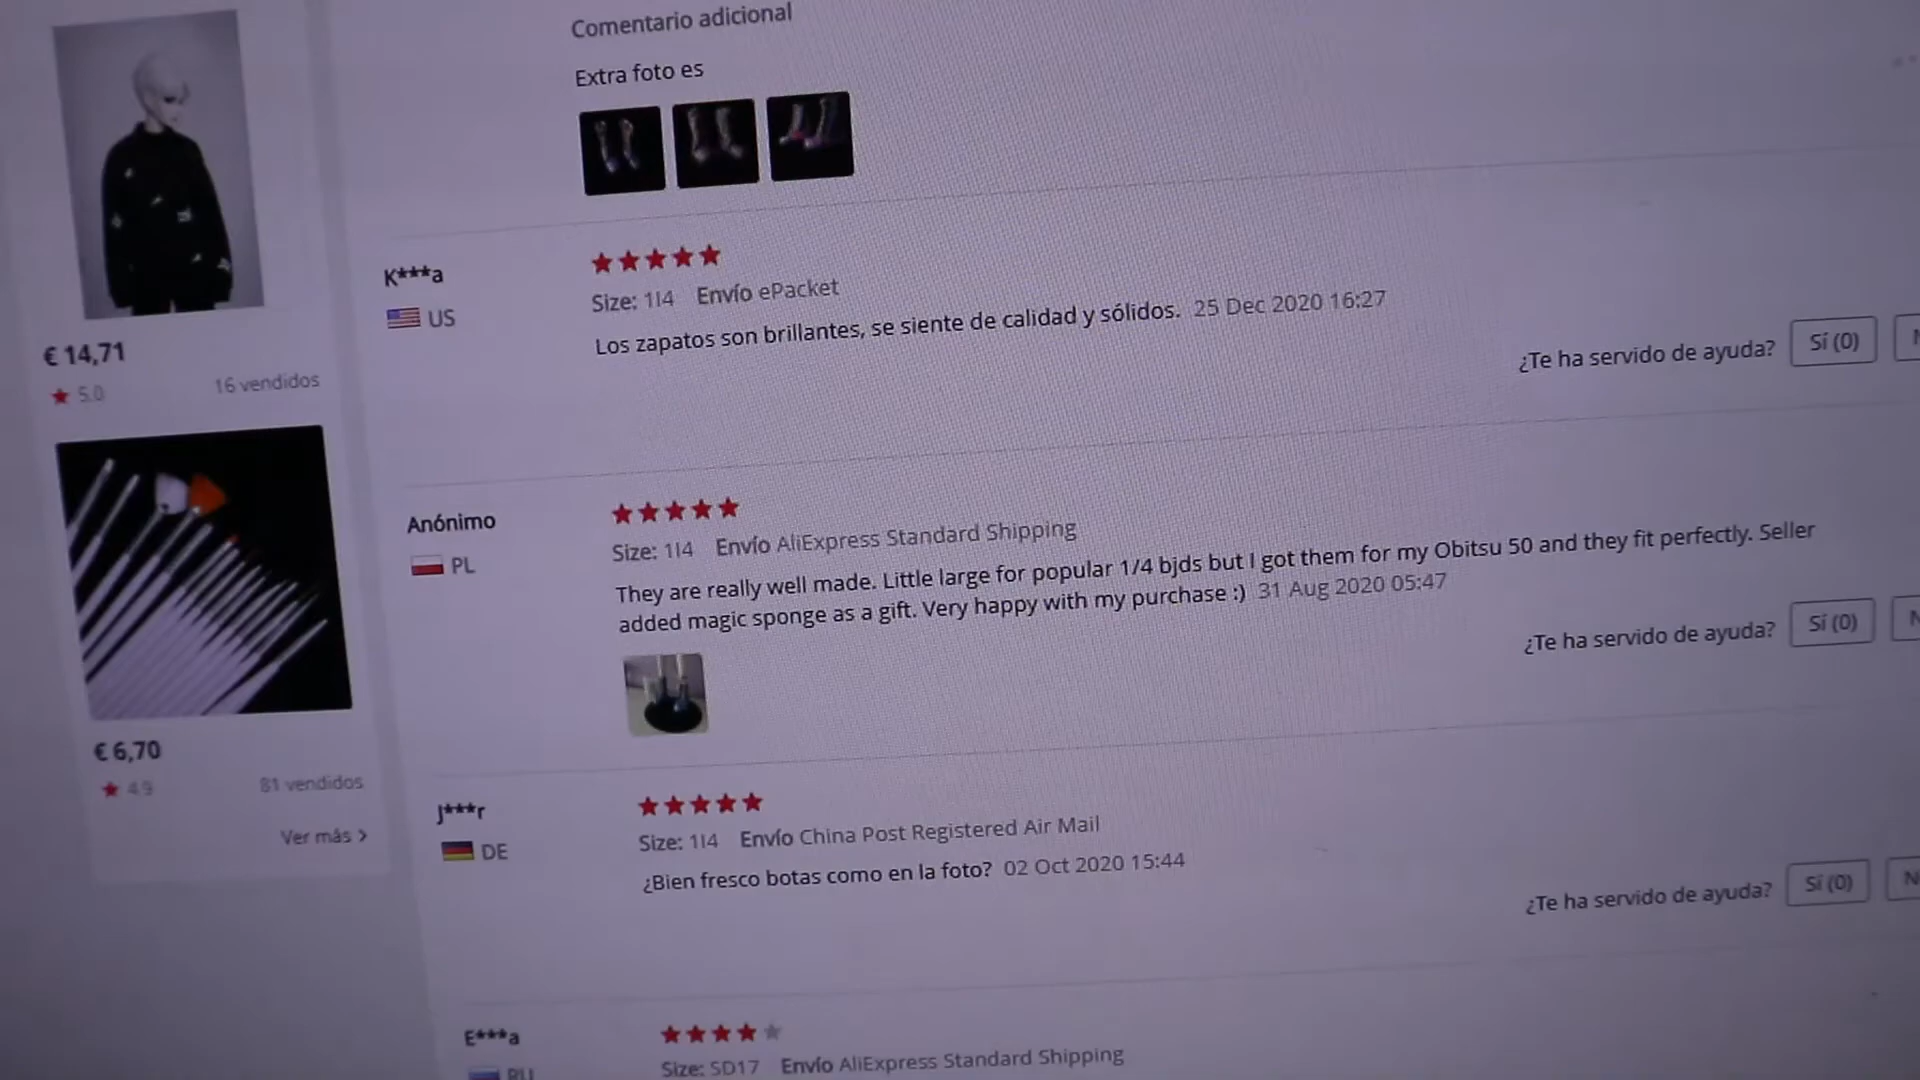 Comentario adicional
Extra foto es
K***a
US
Size: 1I4 Envío ePacket
Los zapatos son brillantes, se siente de calidad y sólidos. 25 Dec 2020 16:27
¿Te ha servido de ayuda? Sí (0)
€ 14,71
5.0 16 vendidos
Anónimo
PL
Size: 1I4 Envío AliExpress Standard Shipping
They are really well made. Little large for popular 1/4 bjds but I got them for my Obitsu 50 and they fit perfectly. Seller
added magic sponge as a gift. Very happy with my purchase :) 31 Aug 2020 05:47
¿Te ha servido de ayuda? Sí (0)
€ 6,70
4.9 81 vendidos
Ver más >
J***r
DE
Size: 1I4 Envío China Post Registered Air Mail
¿Bien fresco botas como en la foto? 02 Oct 2020 15:44
¿Te ha servido de ayuda? Sí (0)
E***a
RU
Size: SD17 Envío AliExpress Standard Shipping